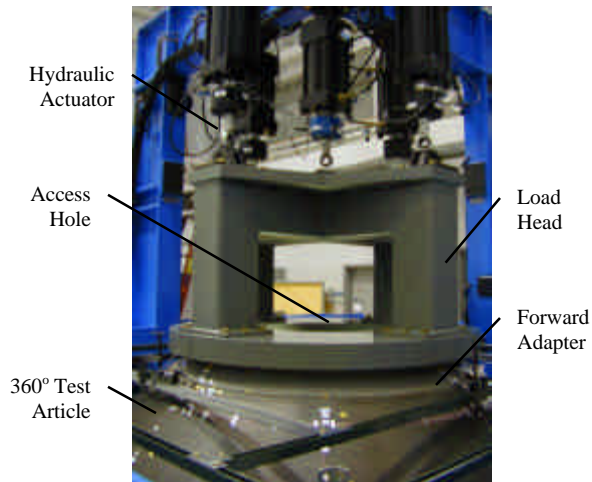 Hydraulic
Actuator
Access
Hole
360° Test
Article
Load
Head
Forward
Adapter